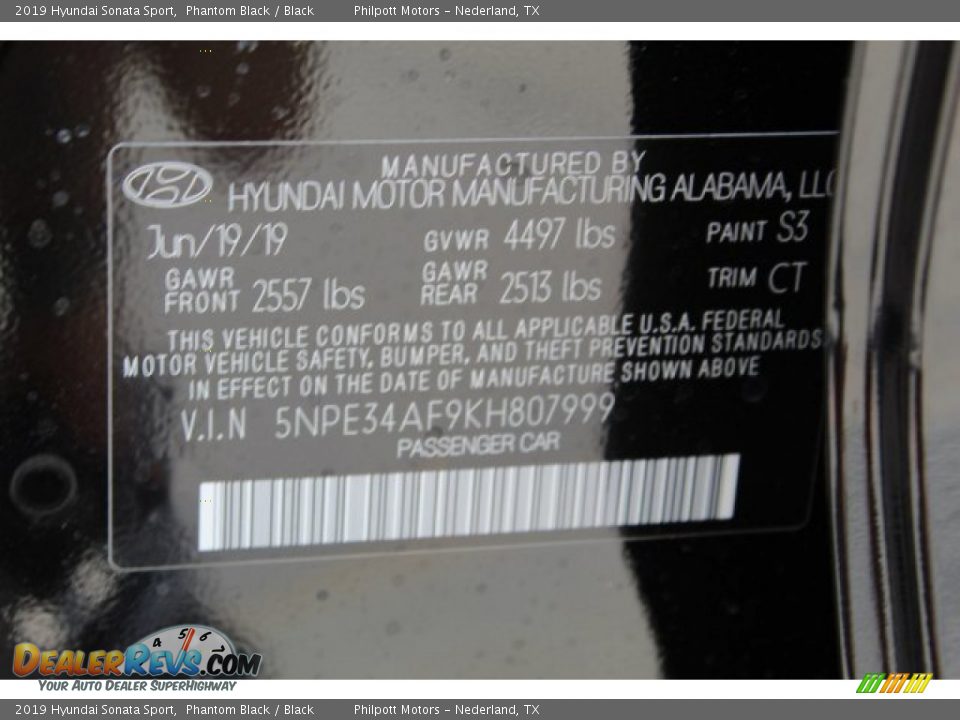 2019 Hyundai Sonata Sport, Phantom Black / Black Philpott Motors - Nederland, TX
MANUFACTURED BY
HYUNDAI MOTOR MANUFACTURING ALABAMA, LLC
Jun/19/19 GVWR 4497 lbs PAINT S3
GAWR FRONT 2557 lbs GAWR REAR 2513 lbs TRIM CT
THIS VEHICLE CONFORMS TO ALL APPLICABLE U.S.A. FEDERAL
MOTOR VEHICLE SAFETY, BUMPER, AND THEFT PREVENTION STANDARDS
IN EFFECT ON THE DATE OF MANUFACTURE SHOWN ABOVE
V.I.N 5NPE34AF9KH807999
PASSENGER CAR
4 5 6
DEALERREVS.COM
YOUR AUTO DEALER SUPERHIGHWAY
2019 Hyundai Sonata Sport, Phantom Black / Black Philpott Motors - Nederland, TX